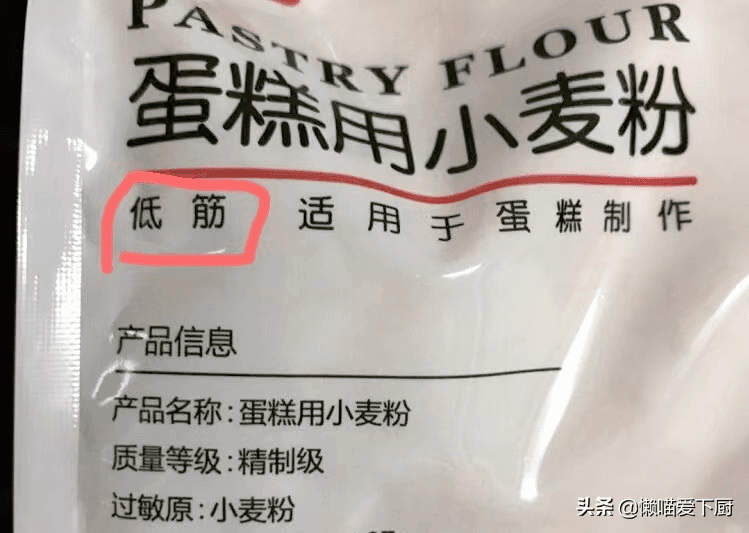 PASTRY FLOUR
蛋糕用小麦粉
低筋 适用于蛋糕制作
产品信息
产品名称:蛋糕用小麦粉
质量等级:精制级
过敏原:小麦粉
头条 @懒喵爱下厨